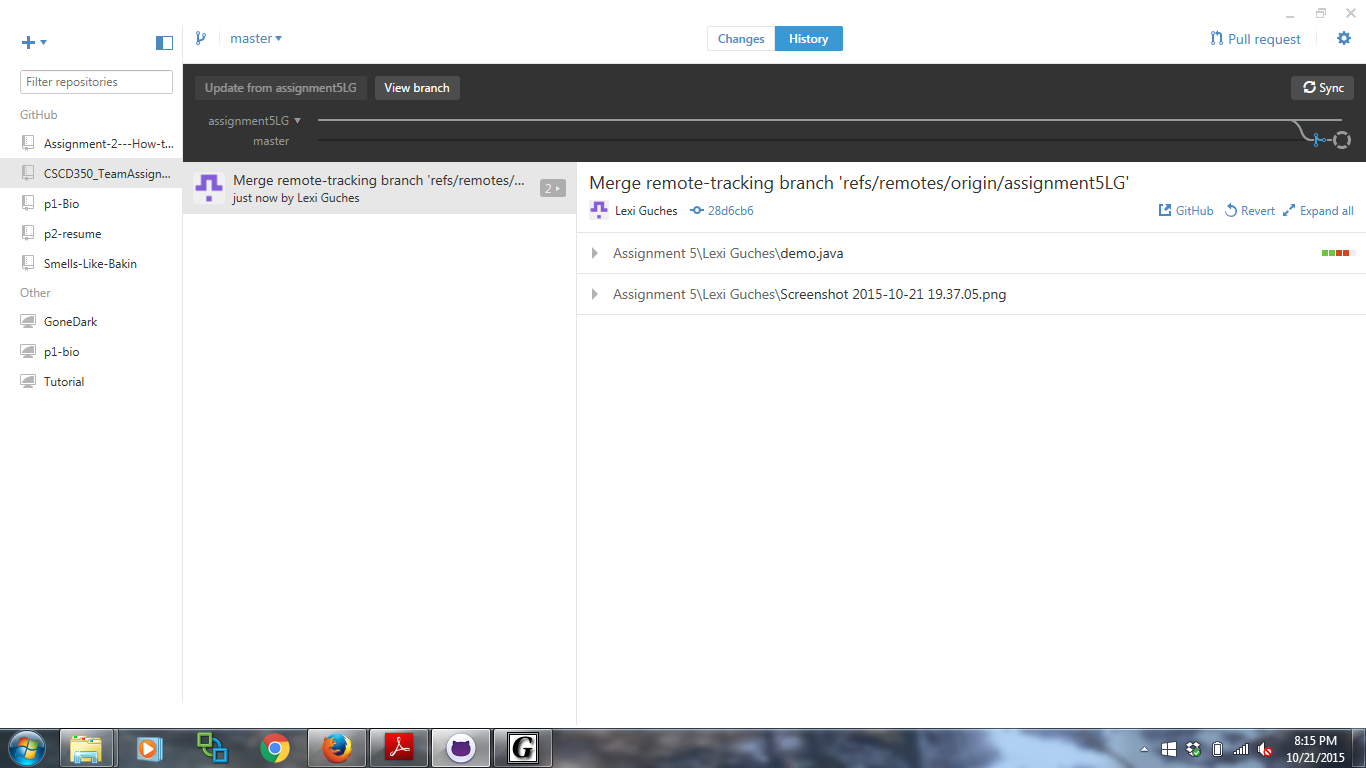 master
Changes
History
Pull request
Filter repositories
GitHub
Assignment-2---How-t...
CSCD350_TeamAssign...
p1-Bio
p2-resume
Smells-Like-Bakin
Other
GoneDark
p1-bio
Tutorial
Update from assignment5LG
View branch
Sync
assignment5LG
master
Merge remote-tracking branch 'refs/remotes/...
just now by Lexi Guches
2
Merge remote-tracking branch 'refs/remotes/origin/assignment5LG'
Lexi Guches
28d6cb6
GitHub
Revert
Expand all
Assignment 5\Lexi Guches\demo.java
Assignment 5\Lexi Guches\Screenshot 2015-10-21 19.37.05.png
G
8:15 PM
10/21/2015